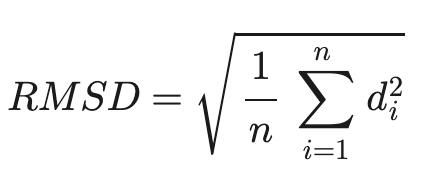 RMSD = \sqrt{\frac{1}{n} \sum_{i=1}^{n} d_i^2}